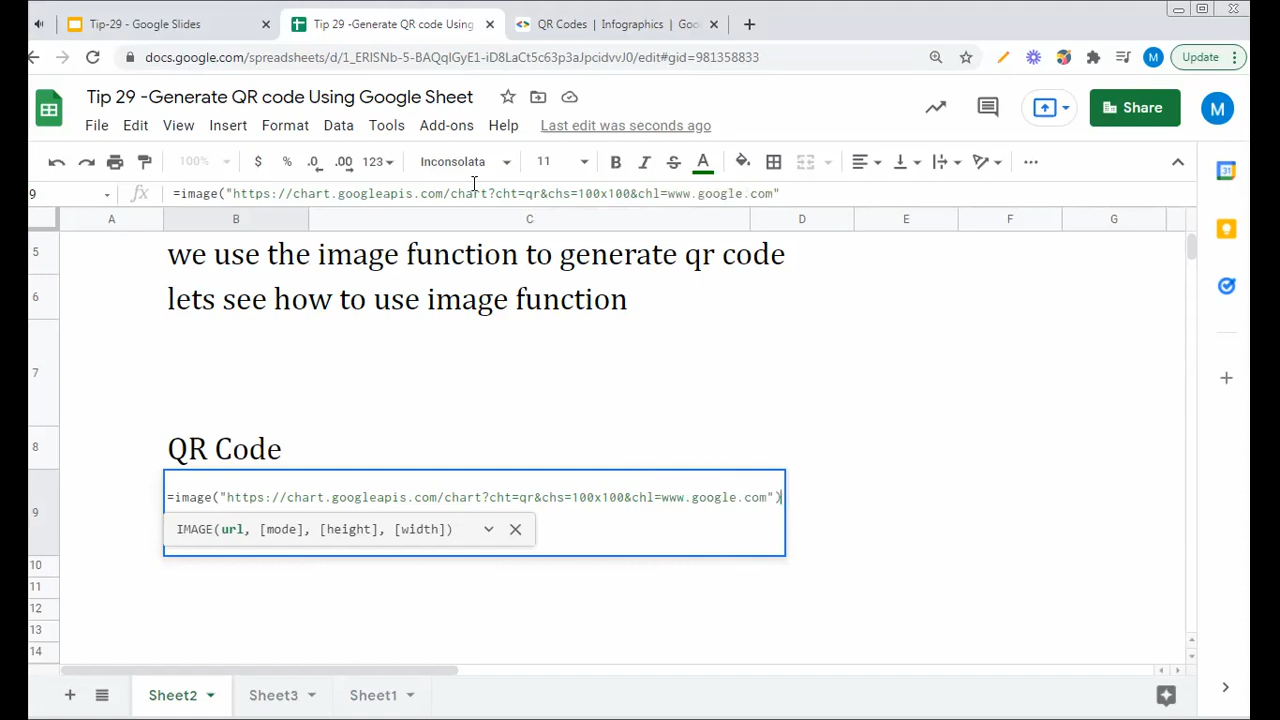 Tip-29 - Google Slides
Tip 29 -Generate QR code Using
QR Codes | Infographics | Goo
docs.google.com/spreadsheets/d/1_ERISNb-5-BAQqIGyE1-iD8LaCt5c63p3aJpcidvvJ0/edit#gid=981358833
M
Update
Tip 29 -Generate QR code Using Google Sheet
Share
M
File Edit View Insert Format Data Tools Add-ons Help Last edit was seconds ago
100% $ % .0 .00 123 Inconsolata 11 B I S A
9 fx =image("https://chart.googleapis.com/chart?cht=qr&chs=100x100&chl=www.google.com"
31
A B C D E F G
5 we use the image function to generate qr code
6 lets see how to use image function
7
8 QR Code
9 =image("https://chart.googleapis.com/chart?cht=qr&chs=100x100&chl=www.google.com")
IMAGE(url, [mode], [height], [width])
10
11
12
13
14
Sheet2 Sheet3 Sheet1